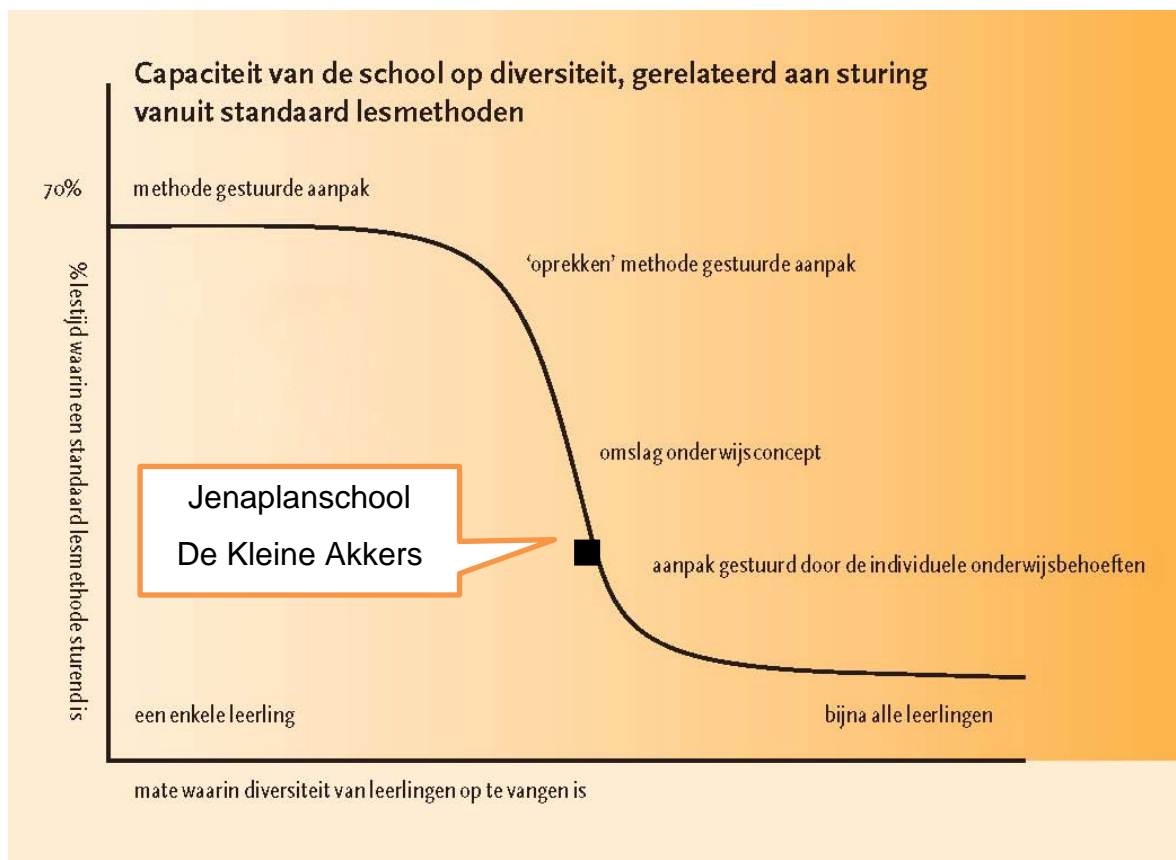 Capaciteit van de school op diversiteit, gerelateerd aan sturing
vanuit standaard lesmethoden
70%
methode gestuurde aanpak
'oprekken' methode gestuurde aanpak
% lestijd waarin een standaard lesmethode sturend is
omslag onderwijsconcept
Jenaplanschool
De Kleine Akkers
aanpak gestuurd door de individuele onderwijsbehoeften
een enkele leerling
bijna alle leerlingen
mate waarin diversiteit van leerlingen op te vangen is